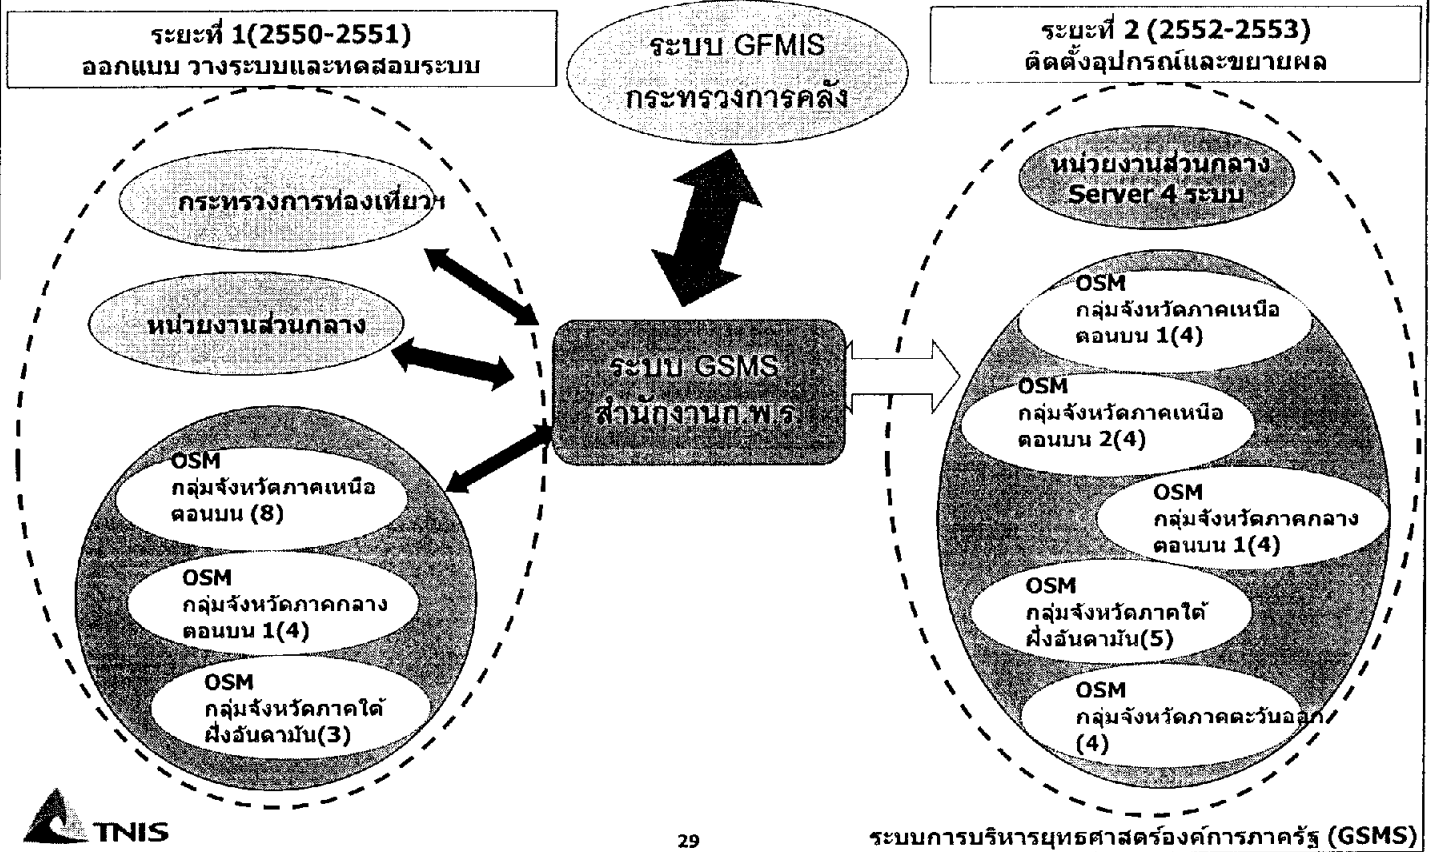 ระยะที่ 1(2550-2551)
ออกแบบ วางระบบและทดสอบระบบ
ระบบ GFMIS
กระทรวงการคลัง
ระยะที่ 2 (2552-2553)
ติดตั้งอุปกรณ์และขยายผล
กระทรวงการท่องเที่ยวฯ
หน่วยงานส่วนกลาง
OSM
กลุ่มจังหวัดภาคเหนือ
ตอนบน (8)
OSM
กลุ่มจังหวัดภาคกลาง
ตอนบน 1(4)
OSM
กลุ่มจังหวัดภาคใต้
ฝั่งอันดามัน(3)
ระบบ GSMS
สำนักงานก.พ.ร
หน่วยงานส่วนกลาง
Server 4 ระบบ
OSM
กลุ่มจังหวัดภาคเหนือ
ตอนบน 1(4)
OSM
กลุ่มจังหวัดภาคเหนือ
ตอนบน 2(4)
OSM
กลุ่มจังหวัดภาคกลาง
ตอนบน 1(4)
OSM
กลุ่มจังหวัดภาคใต้
ฝั่งอันดามัน(5)
OSM
กลุ่มจังหวัดภาคตะวันออก
(4)
TNIS
29
ระบบการบริหารยุทธศาสตร์องค์การภาครัฐ (GSMS)